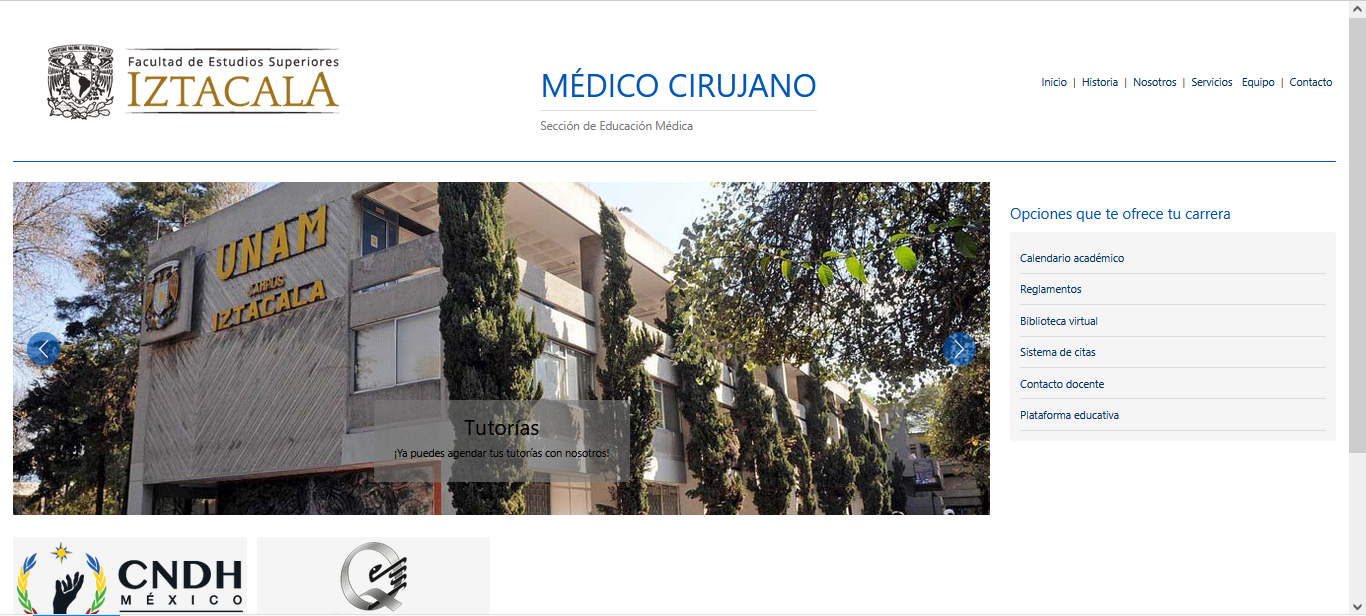 Facultad de Estudios Superiores
IZTACALA
MÉDICO CIRUJANO
Sección de Educación Médica
Inicio | Historia | Nosotros | Servicios Equipo | Contacto
UNAM
CAMPUS
IZTACALA
Tutorías
¡Ya puedes agendar tus tutorías con nosotros!
Opciones que te ofrece tu carrera
Calendario académico
Reglamentos
Biblioteca virtual
Sistema de citas
Contacto docente
Plataforma educativa
CNDH
MÉXICO